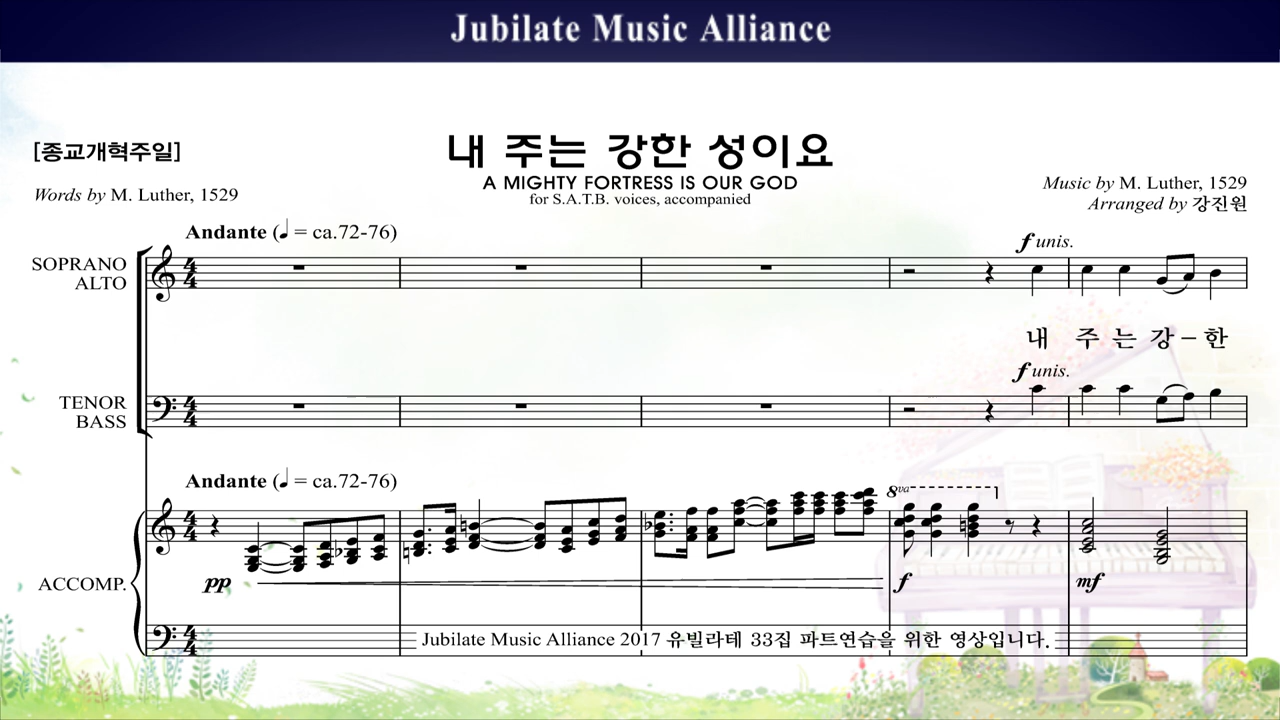 Jubilate Music Alliance
[종교개혁주일]
내 주는 강한 성이요
A MIGHTY FORTRESS IS OUR GOD
for S.A.T.B. voices, accompanied
Words by M. Luther, 1529
Music by M. Luther, 1529
Arranged by 강진원
Andante (♩ = ca.72-76)
f unis.
SOPRANO
ALTO
내 주 는 강 – 한
f unis.
TENOR
BASS
Andante (♩ = ca.72-76)
8va
ACCOMP.
pp f mf
Jubilate Music Alliance 2017 유빌라테 33집 파트연습을 위한 영상입니다.